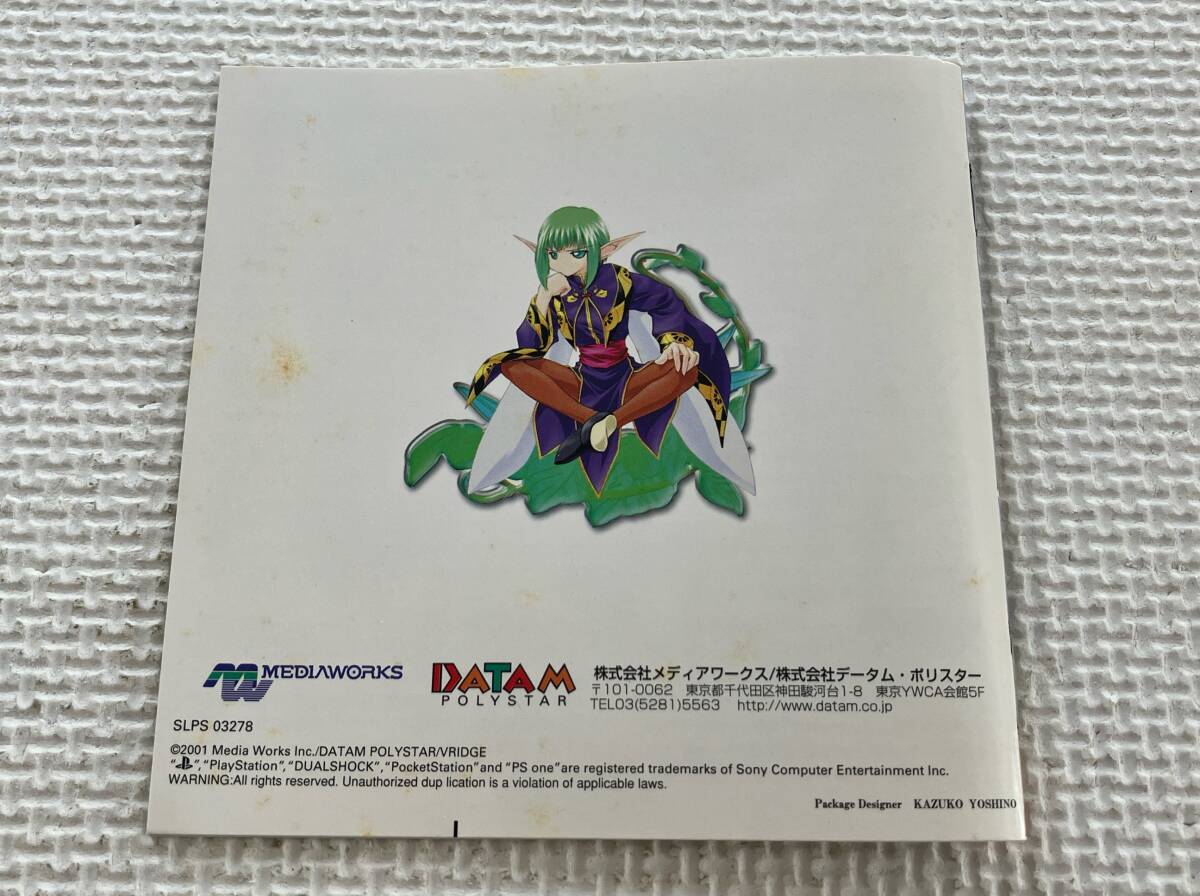 MEDIAWORKS
DATAM
POLYSTAR
株式会社メディアワークス/株式会社データム・ポリスター
〒101-0062 東京都千代田区神田駿河台1-8 東京YWCA会館5F
TEL03(5281)5563 http://www.datam.co.jp
SLPS 03278
©2001 Media Works Inc./DATAM POLYSTAR/VRIDGE
“ ”,“PlayStation”, “DUALSHOCK”, “PocketStation”and “PS one”are registered trademarks of Sony Computer Entertainment Inc.
WARNING:All rights reserved. Unauthorized dup lication is a violation of applicable laws.
Package Designer KAZUKO YOSHINO